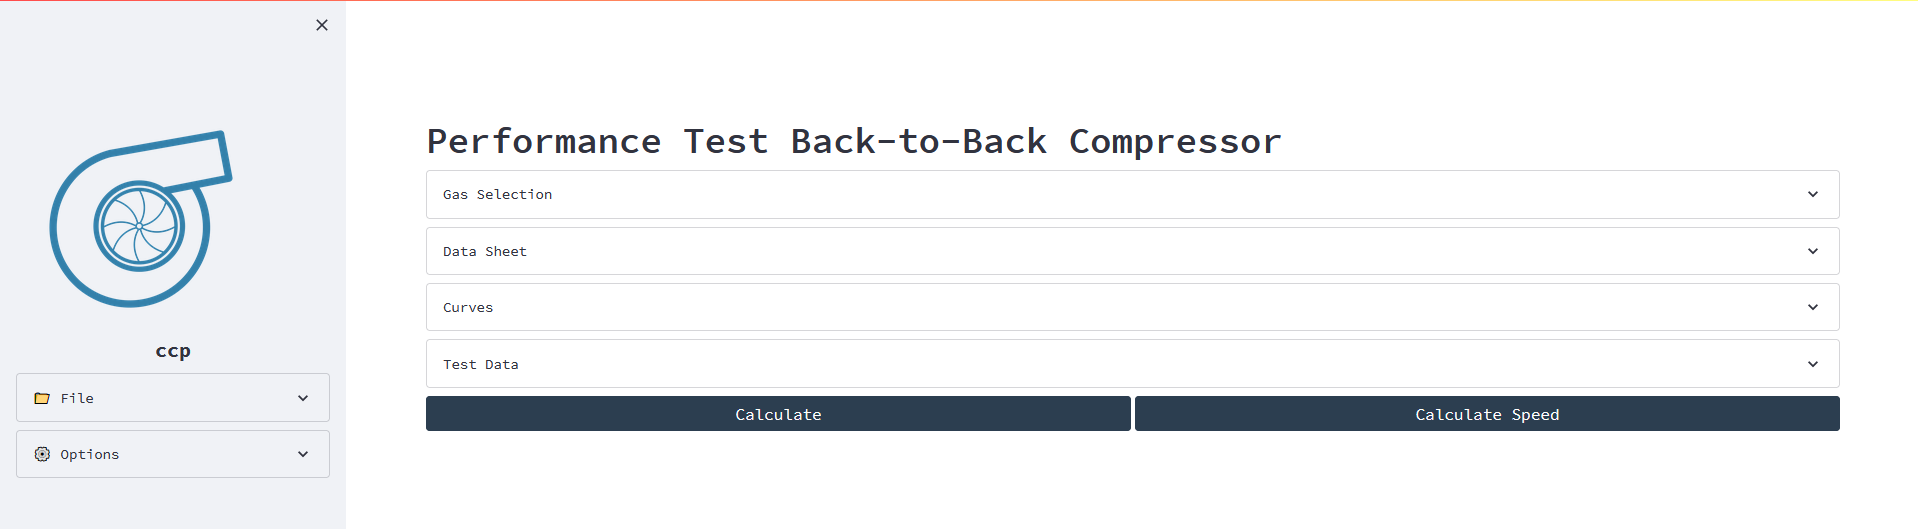 ccp
File
Options
Performance Test Back-to-Back Compressor
Gas Selection
Data Sheet
Curves
Test Data
Calculate
Calculate Speed